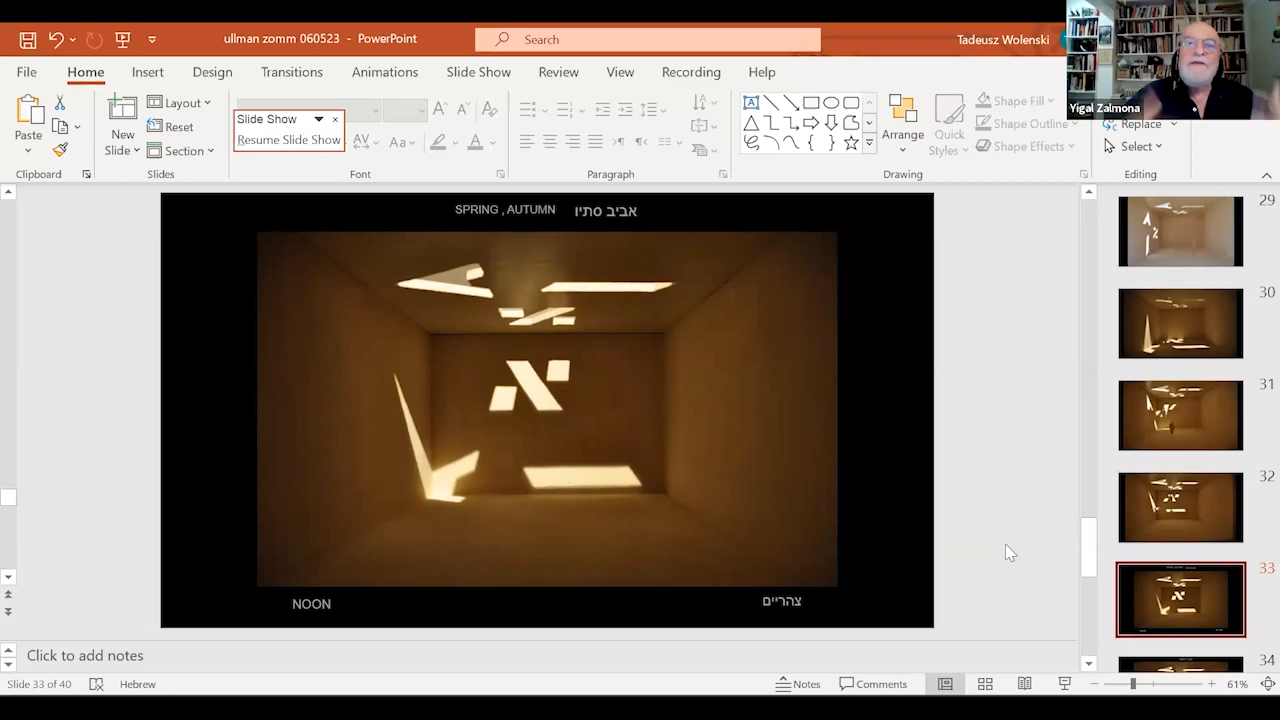 ullman zomm 060523 - PowerPoint
Search
Tadeusz Wolenski
Yigal Zalmona
File Home Insert Design Transitions Animations Slide Show Review View Recording Help
Paste
Clipboard
New Slide
Layout
Reset
Section
Slides
Slide Show
Resume Slide Show
Aa
Font
Paragraph
Arrange
Quick Styles
Shape Fill
Shape Outline
Shape Effects
Drawing
Replace
Select
Editing
SPRING , AUTUMN אביב סתיו
א
NOON צהריים
29
30
31
32
33
34
Click to add notes
Slide 33 of 40 Hebrew Notes Comments 61%